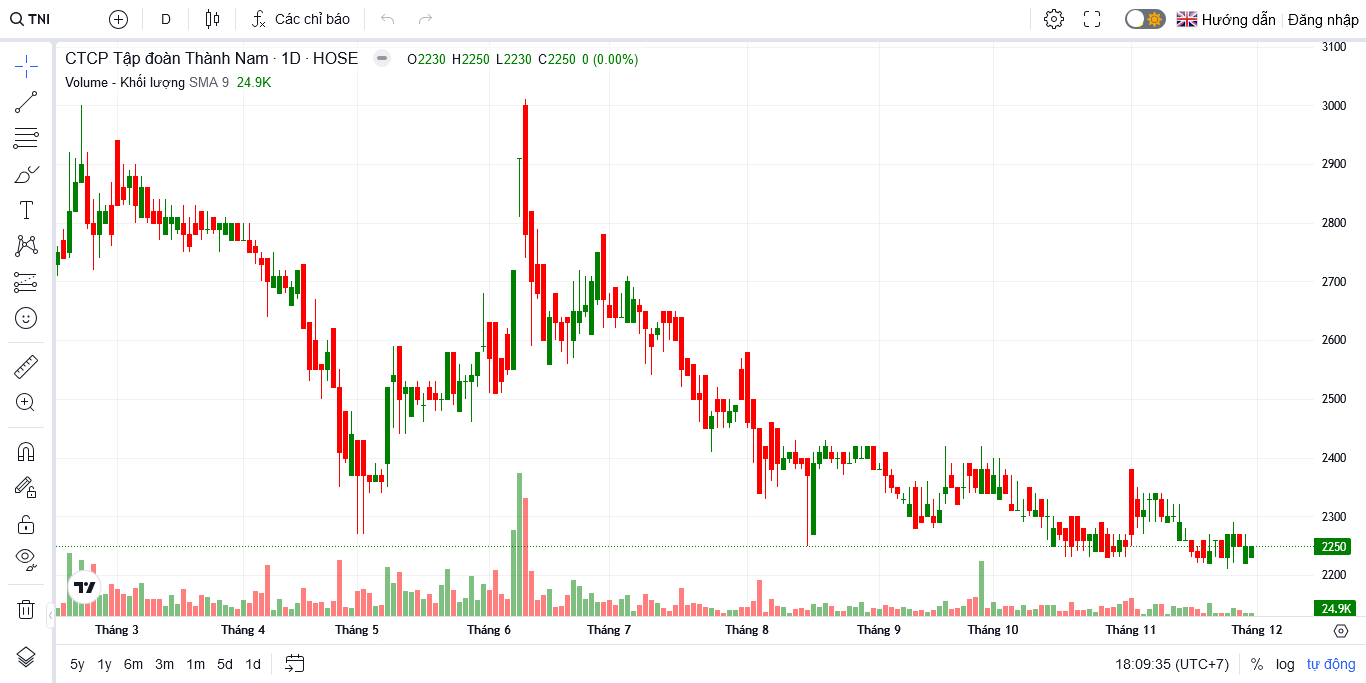 TNI D Các chỉ báo Hướng dẫn Đăng nhập
CTCP Tập đoàn Thành Nam · 1D · HOSE O2230 H2250 L2230 C2250 0 (0.00%)
Volume - Khối lượng SMA 9 24.9K
3100
3000
2900
2800
2700
2600
2500
2400
2300
2250
2200
24.9K
Tháng 3 Tháng 4 Tháng 5 Tháng 6 Tháng 7 Tháng 8 Tháng 9 Tháng 10 Tháng 11 Tháng 12
5y 1y 6m 3m 1m 5d 1d 18:09:35 (UTC+7) % log tự động